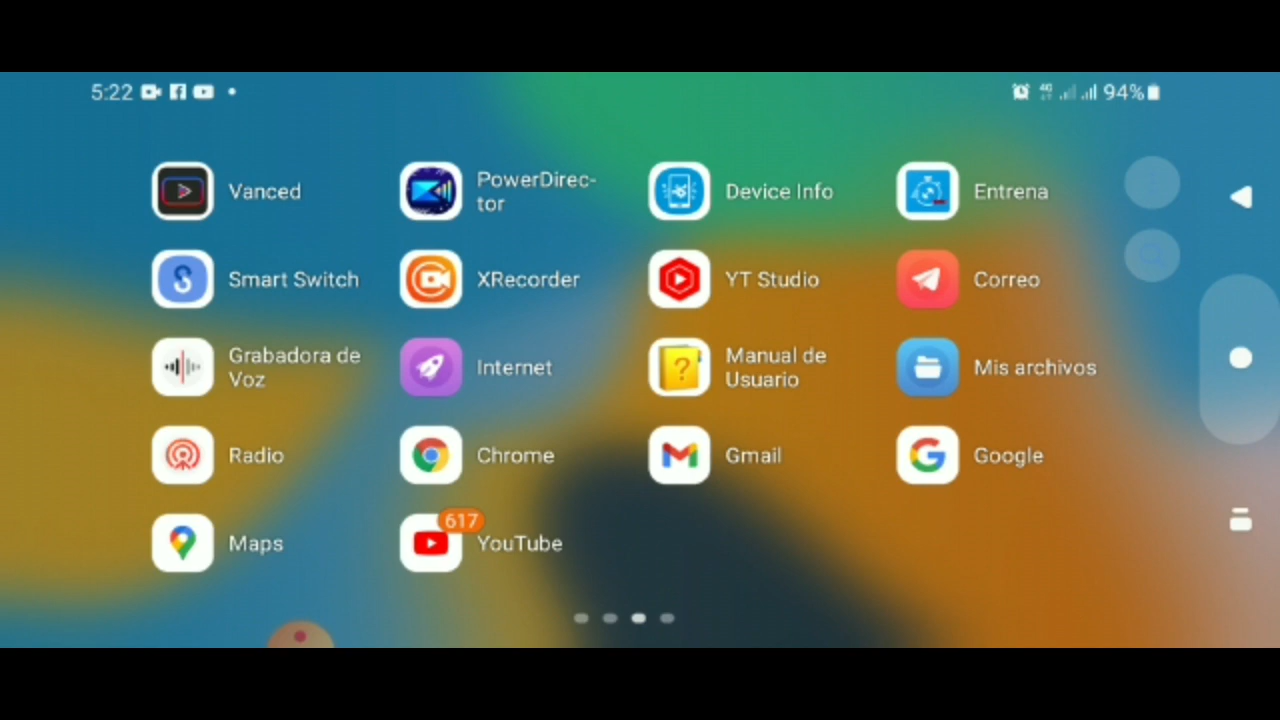 5:22
4G 94%
Vanced
PowerDirec-
tor
Device Info
Entrena
Smart Switch
XRecorder
YT Studio
Correo
Grabadora de
Voz
Internet
Manual de
Usuario
Mis archivos
Radio
Chrome
Gmail
Google
Maps
617
YouTube